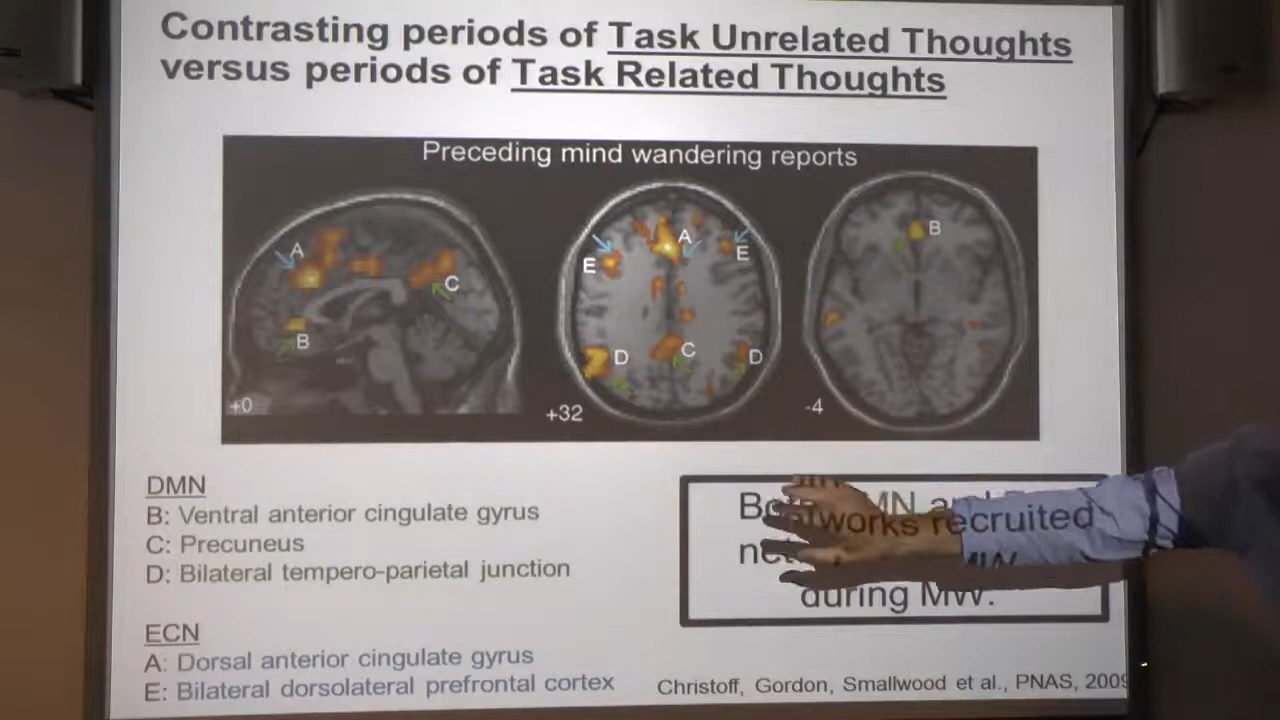 Contrasting periods of Task Unrelated Thoughts
versus periods of Task Related Thoughts
Preceding mind wandering reports
A
B
C
+0
A
E
E
D
C
D
+32
B
-4
DMN
B: Ventral anterior cingulate gyrus
C: Precuneus
D: Bilateral tempero-parietal junction
ECN
A: Dorsal anterior cingulate gyrus
E: Bilateral dorsolateral prefrontal cortex
recruited
during MW.
Christoff, Gordon, Smallwood et al., PNAS, 2009